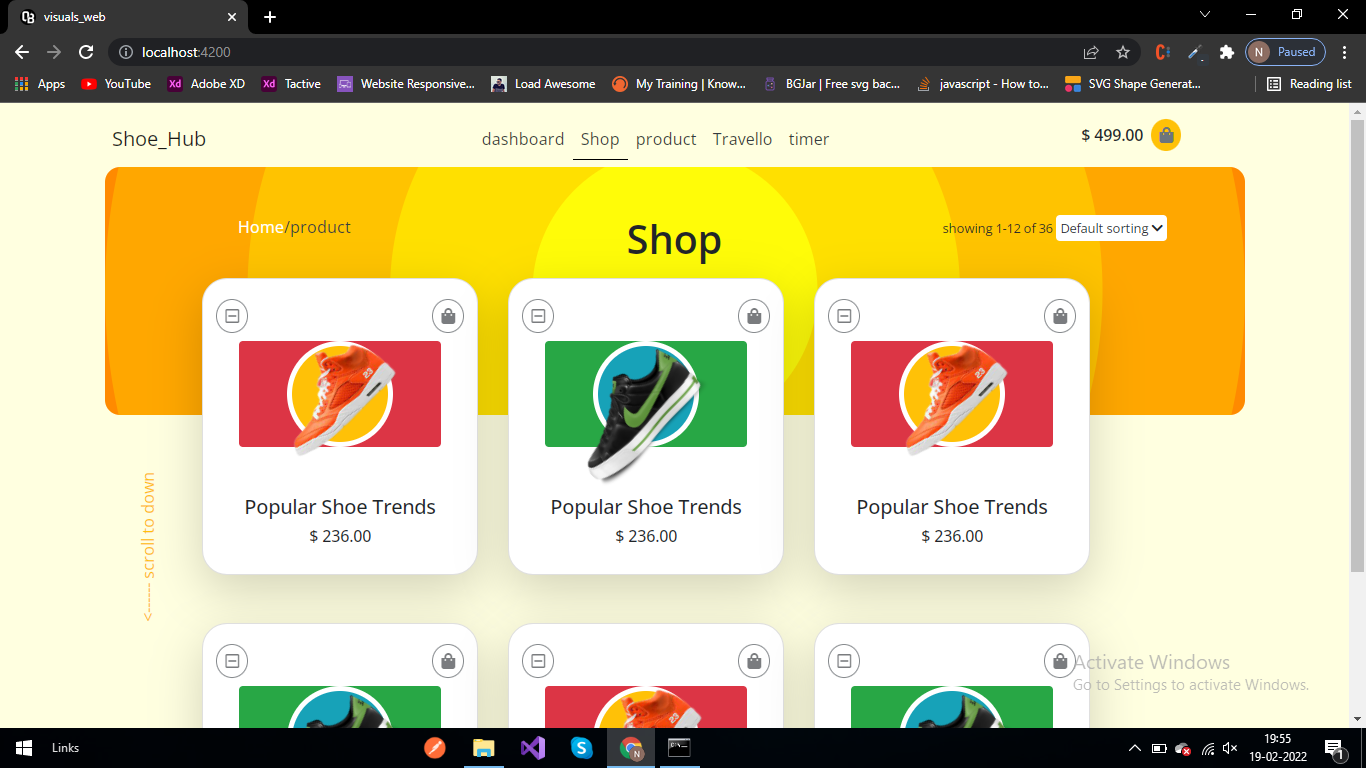 visuals_web
localhost:4200
N Paused
Apps YouTube Adobe XD Tactive Website Responsive... Load Awesome My Training | Know... BGJar | Free svg bac... javascript - How to... SVG Shape Generat... Reading list
Shoe_Hub dashboard Shop product Travello timer $ 499.00
Home/product Shop showing 1-12 of 36 Default sorting
23 23
Popular Shoe Trends Popular Shoe Trends Popular Shoe Trends
$ 236.00 $ 236.00 $ 236.00
<------ scroll to down
Activate Windows
Go to Settings to activate Windows.
23
Links 19:55
19-02-2022 1